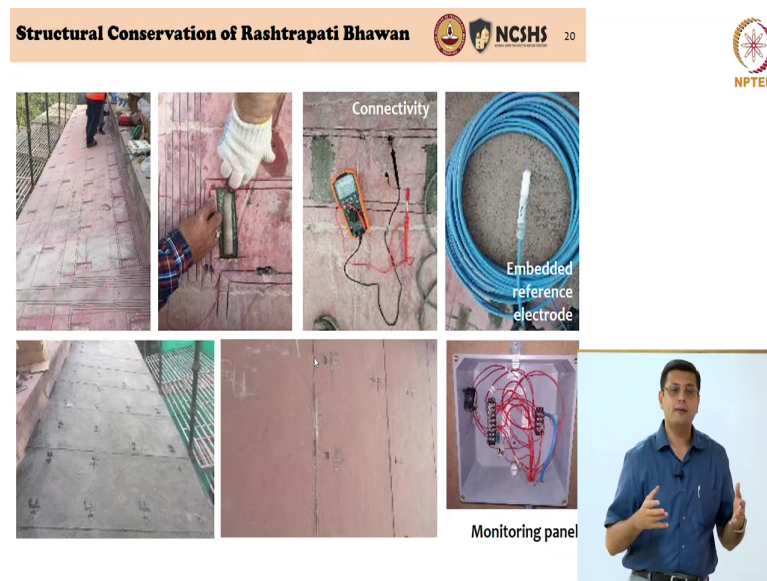 Structural Conservation of Rashtrapati Bhawan
NCSHS
20
NPTEL
Connectivity
Embedded
reference
electrode
Monitoring panel